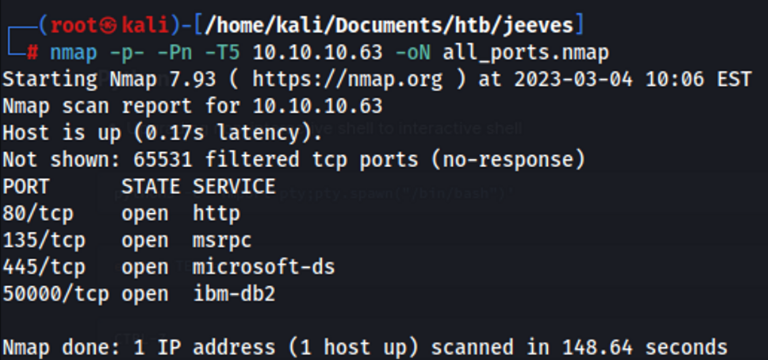 ┌──(root㉿kali)-[/home/kali/Documents/htb/jeeves]
└─# nmap -p- -Pn -T5 10.10.10.63 -oN all_ports.nmap
Starting Nmap 7.93 ( https://nmap.org ) at 2023-03-04 10:06 EST
Nmap scan report for 10.10.10.63
Host is up (0.17s latency).
Not shown: 65531 filtered tcp ports (no-response)
PORT      STATE SERVICE
80/tcp    open  http
135/tcp   open  msrpc
445/tcp   open  microsoft-ds
50000/tcp open  ibm-db2
Nmap done: 1 IP address (1 host up) scanned in 148.64 seconds